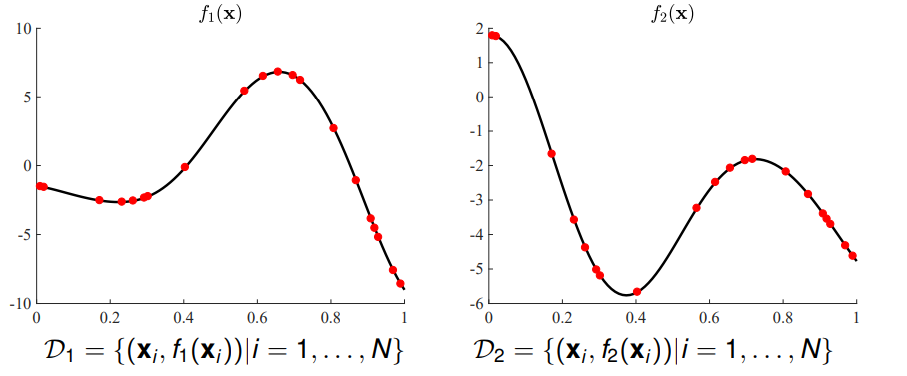 f₁(𝐱)
10
5
0
-5
-10
0 0.2 0.4 0.6 0.8 1
𝒟₁ = {(𝐱ᵢ, f₁(𝐱ᵢ))|i = 1, . . . , N}
f₂(𝐱)
2
1
0
-1
-2
-3
-4
-5
-6
0 0.2 0.4 0.6 0.8 1
𝒟₂ = {(𝐱ᵢ, f₂(𝐱ᵢ))|i = 1, . . . , N}